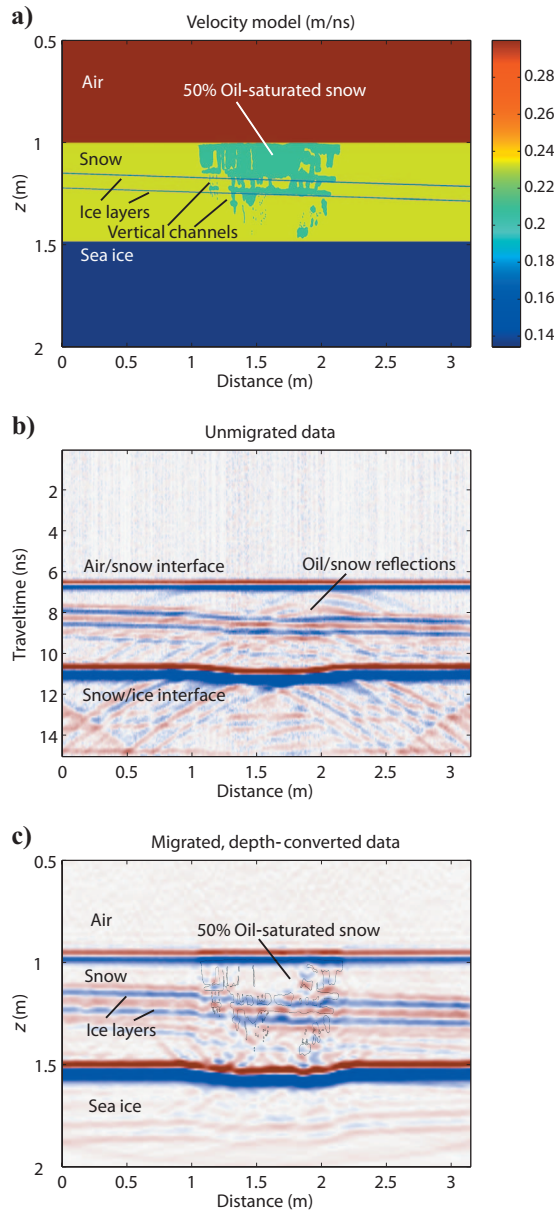 a)
Velocity model (m/ns)
0.5
Air
50% Oil-saturated snow
1
Snow
Ice layers
Vertical channels
1.5
Sea ice
2
z (m)
0 0.5 1 1.5 2 2.5 3
Distance (m)
0.28
0.26
0.24
0.22
0.2
0.18
0.16
0.14
b)
Unmigrated data
2
4
6
8
10
12
14
Traveltime (ns)
Air/snow interface
Oil/snow reflections
Snow/ice interface
0 0.5 1 1.5 2 2.5 3
Distance (m)
c)
Migrated, depth-converted data
0.5
Air
50% Oil-saturated snow
1
Snow
Ice layers
1.5
Sea ice
2
z (m)
0 0.5 1 1.5 2 2.5 3
Distance (m)